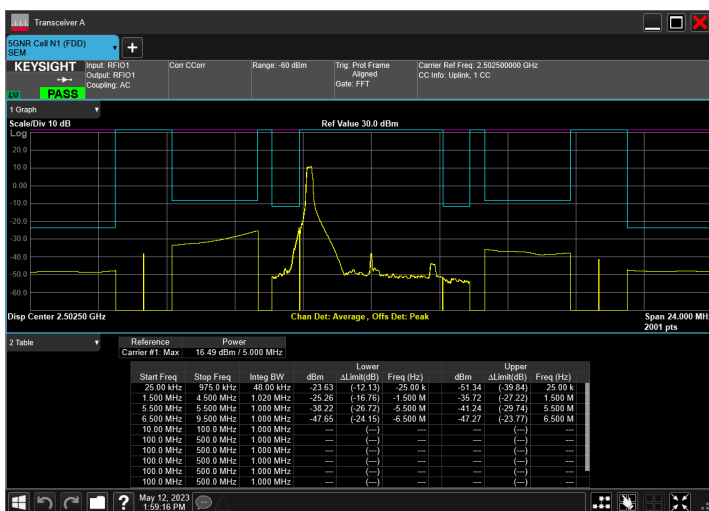 Transceiver A
5GNR Cell N1 (FDD)
SEM
KEYSIGHT
LXI
PASS
Input: RFIO1
Output: RFIO1
Coupling: AC
Corr CCorr
Range: -60 dBm
Trig: Prot Frame
Aligned
Gate: FFT
Carrier Ref Freq: 2.502500000 GHz
CC Info: Uplink, 1 CC
1 Graph
Scale/Div 10 dB
Ref Value 30.0 dBm
Log
20.0
10.0
0.00
-10.0
-20.0
-30.0
-40.0
-50.0
-60.0
Disp Center 2.50250 GHz
Chan Det: Average, Offs Det: Peak
Span 24.000 MH
2001 pts
2 Table
Reference Power
Carrier #1: Max 16.49 dBm / 5.000 MHz
Lower Upper
Start Freq Stop Freq Integ BW dBm ΔLimit(dB) Freq (Hz) dBm ΔLimit(dB) Freq (Hz)
25.00 kHz 975.0 kHz 48.00 kHz -23.63 (-12.13) -25.00 k -51.34 (-39.84) 25.00 k
1.500 MHz 4.500 MHz 1.020 MHz -25.26 (-16.76) -1.500 M -35.72 (-27.22) 1.500 M
5.500 MHz 5.500 MHz 1.000 MHz -38.22 (-26.72) -5.500 M -41.24 (-29.74) 5.500 M
6.500 MHz 9.500 MHz 1.000 MHz -47.65 (-24.15) -6.500 M -47.27 (-23.77) 6.500 M
10.00 MHz 100.0 MHz 1.000 MHz --- (---) --- --- (---) ---
100.0 MHz 500.0 MHz 1.000 MHz --- (---) --- --- (---) ---
100.0 MHz 500.0 MHz 1.000 MHz --- (---) --- --- (---) ---
100.0 MHz 500.0 MHz 1.000 MHz --- (---) --- --- (---) ---
100.0 MHz 500.0 MHz 1.000 MHz --- (---) --- --- (---) ---
100.0 MHz 500.0 MHz 1.000 MHz --- (---) --- --- (---) ---
?
May 12, 2023
1:59:16 PM